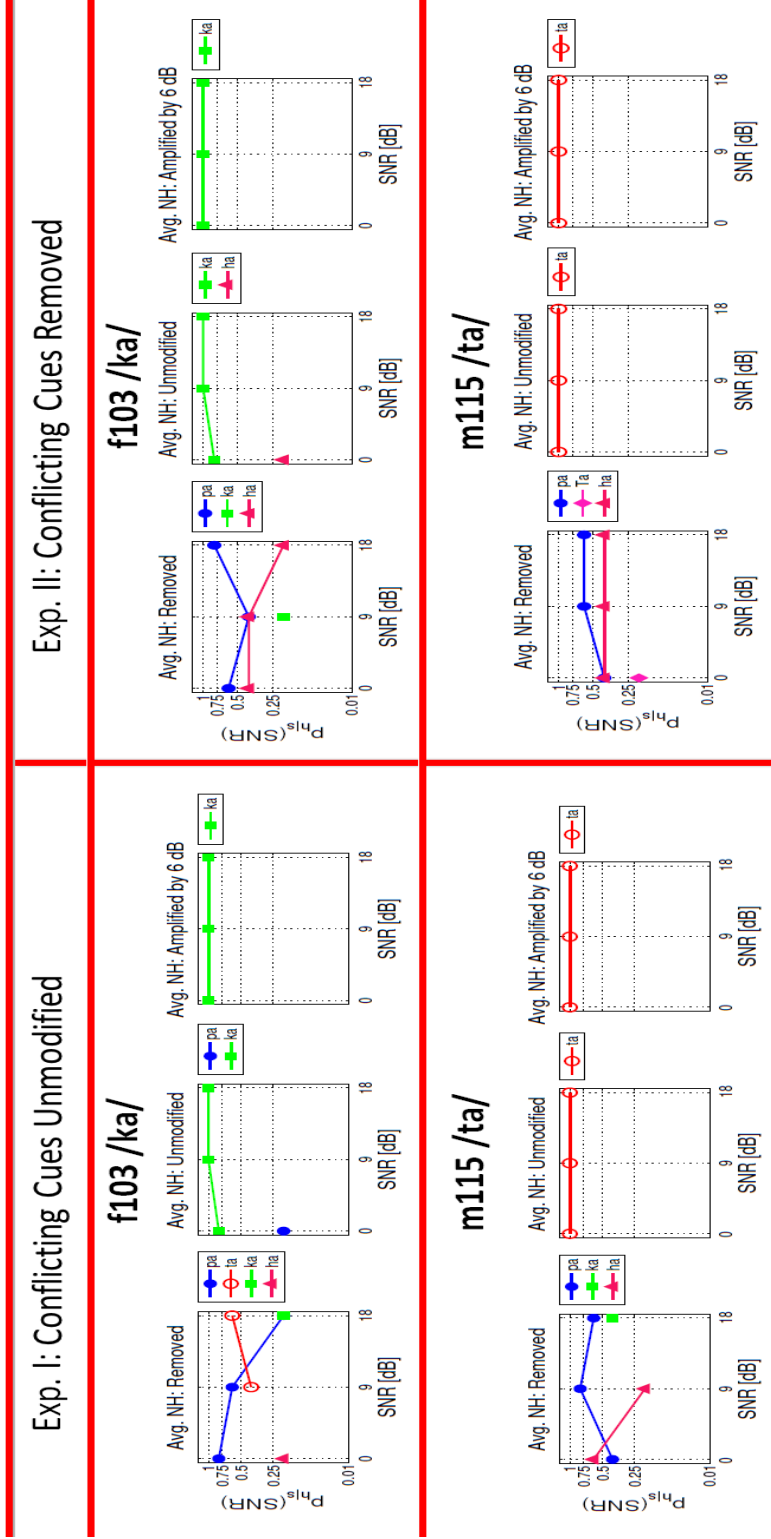 Exp. I: Conflicting Cues Unmodified
Exp. II: Conflicting Cues Removed
f103 /ka/
Avg. NH: Removed
P h|s (SNR)
1
0.75
0.5
0.25
0.01
0 9 18
SNR [dB]
pa
ta
ka
ha
Avg. NH: Unmodified
0 9 18
SNR [dB]
pa
ka
Avg. NH: Amplified by 6 dB
0 9 18
SNR [dB]
ka
f103 /ka/
Avg. NH: Removed
P h|s (SNR)
1
0.75
0.5
0.25
0.01
0 9 18
SNR [dB]
pa
ka
ha
Avg. NH: Unmodified
0 9 18
SNR [dB]
ka
ha
Avg. NH: Amplified by 6 dB
0 9 18
SNR [dB]
ka
m115 /ta/
Avg. NH: Removed
P h|s (SNR)
1
0.75
0.5
0.25
0.01
0 9 18
SNR [dB]
pa
ka
ha
Avg. NH: Unmodified
0 9 18
SNR [dB]
ta
Avg. NH: Amplified by 6 dB
0 9 18
SNR [dB]
ta
m115 /ta/
Avg. NH: Removed
P h|s (SNR)
1
0.75
0.5
0.25
0.01
0 9 18
SNR [dB]
pa
Ta
ha
Avg. NH: Unmodified
0 9 18
SNR [dB]
ta
Avg. NH: Amplified by 6 dB
0 9 18
SNR [dB]
ta